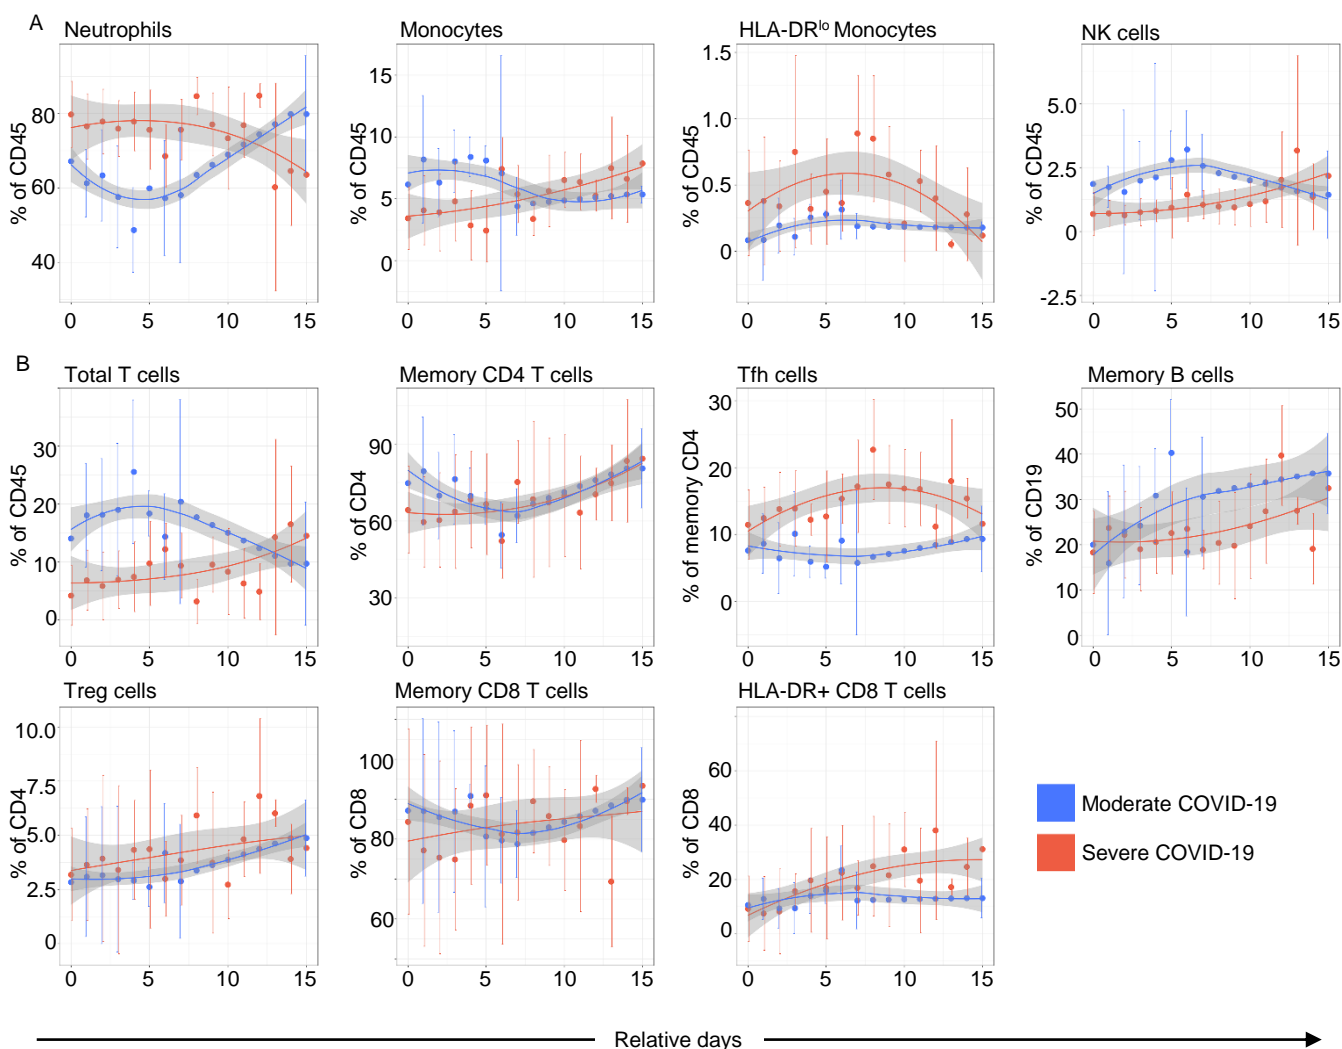 A
Neutrophils
Monocytes
HLA-DRlo Monocytes
NK cells
% of CD45
80
60
40
0 5 10 15
% of CD45
15
10
5
0
0 5 10 15
% of CD45
1.5
1.0
0.5
0
0 5 10 15
% of CD45
5.0
2.5
0
-2.5
0 5 10 15
B
Total T cells
Memory CD4 T cells
Tfh cells
Memory B cells
% of CD45
30
20
10
0
0 5 10 15
% of CD4
90
60
30
0 5 10 15
% of memory CD4
30
20
10
0
0 5 10 15
% of CD19
50
40
30
20
10
0
0 5 10 15
Treg cells
Memory CD8 T cells
HLA-DR+ CD8 T cells
% of CD4
10.0
7.5
5.0
2.5
0
0 5 10 15
% of CD8
100
80
60
0 5 10 15
% of CD8
60
40
20
0
0 5 10 15
Moderate COVID-19
Severe COVID-19
Relative days